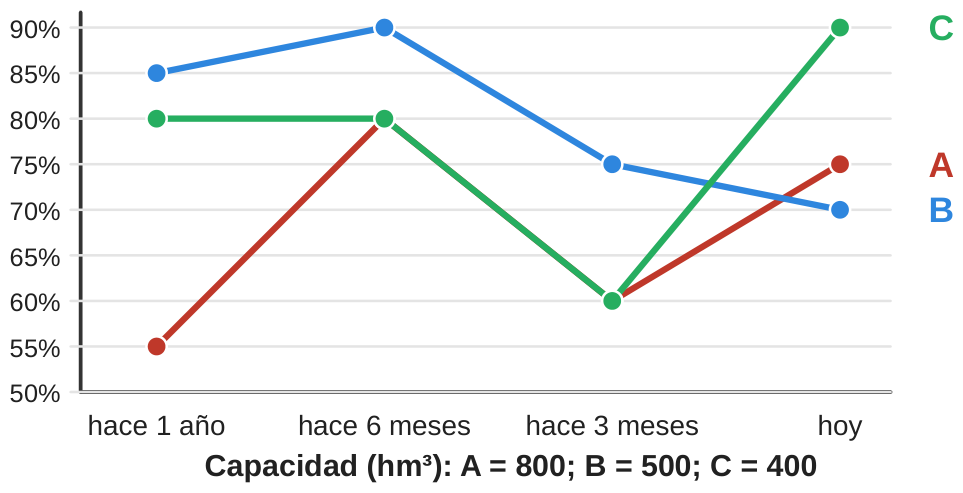 90%
85%
80%
75%
70%
65%
60%
55%
50%
C
A
B
hace 1 año hace 6 meses hace 3 meses hoy
Capacidad (hm³): A = 800; B = 500; C = 400